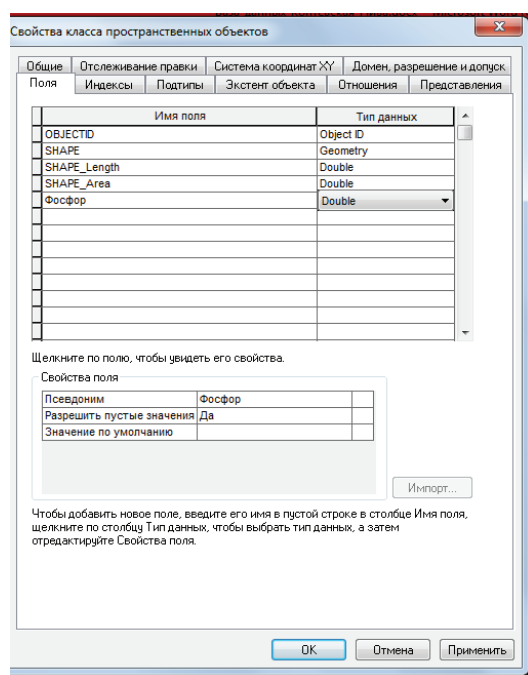 Свойства класса пространственных объектов
Общие Отслеживание правки Система координат XY Домен, разрешение и допуск
Поля Индексы Подтипы Экстент объекта Отношения Представления
Имя поля Тип данных
OBJECTID Object ID
SHAPE Geometry
SHAPE_Length Double
SHAPE_Area Double
Фосфор Double
Щелкните по полю, чтобы увидеть его свойства.
Свойства поля
Псевдоним Фосфор
Разрешить пустые значения Да
Значение по умолчанию
Импорт...
Чтобы добавить новое поле, введите его имя в пустой строке в столбце Имя поля,
щелкните по столбцу Тип данных, чтобы выбрать тип данных, а затем
отредактируйте Свойства поля.
OK Отмена Применить